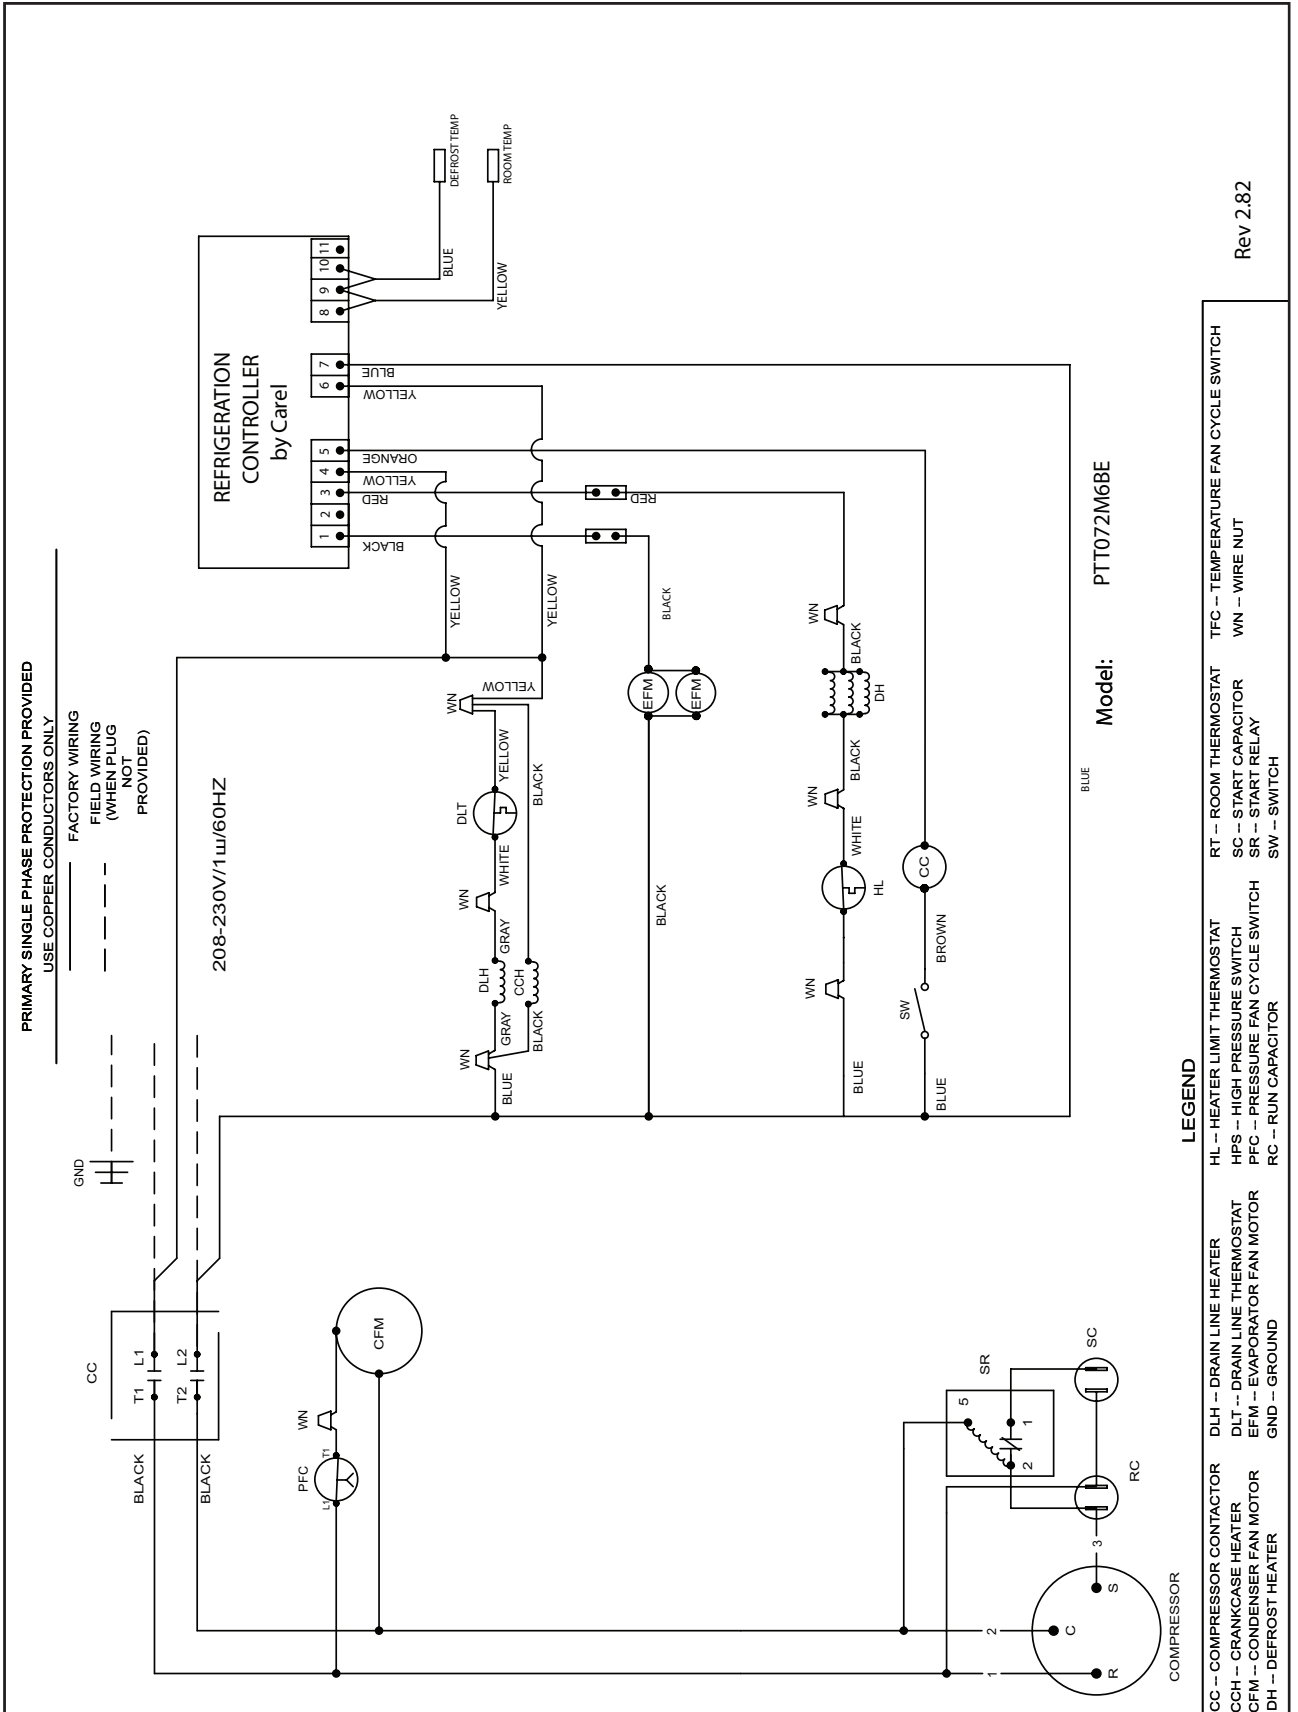 PRIMARY SINGLE PHASE PROTECTION PROVIDED
USE COPPER CONDUCTORS ONLY
FACTORY WIRING
FIELD WIRING
(WHEN PLUG
NOT
PROVIDED)
208-230V/1ш/60HZ
GND
CC
T1 L1
T2 L2
BLACK
BLACK
PFC
L1
T1
WN
CFM
REFRIGERATION
CONTROLLER
by Carel
1 2 3 4 5
6 7
8 9 10 11
DEFROST TEMP
ROOM TEMP
BLUE
YELLOW
BLUE
YELLOW
ORANGE
YELLOW
RED
BLACK
RED
YELLOW
YELLOW
YELLOW
WN
YELLOW
DLT
WHITE
WN
GRAY
DLH
GRAY
WN
BLUE
BLACK
CCH
BLACK
BLACK
EFM
EFM
BLACK
WN
BLACK
DH
BLACK
WN
WHITE
HL
WN
BLUE
CC
BROWN
SW
BLUE
BLUE
SR
5
1
2
SC
RC
3
2
1
S
C
R
COMPRESSOR
Model: PTT072M6BE
Rev 2.82
LEGEND
CC -- COMPRESSOR CONTACTOR
CCH -- CRANKCASE HEATER
CFM -- CONDENSER FAN MOTOR
DH -- DEFROST HEATER
DLH -- DRAIN LINE HEATER
DLT -- DRAIN LINE THERMOSTAT
EFM -- EVAPORATOR FAN MOTOR
GND -- GROUND
HL -- HEATER LIMIT THERMOSTAT
HPS -- HIGH PRESSURE SWITCH
PFC -- PRESSURE FAN CYCLE SWITCH
RC -- RUN CAPACITOR
RT -- ROOM THERMOSTAT
SC -- START CAPACITOR
SR -- START RELAY
SW -- SWITCH
TFC -- TEMPERATURE FAN CYCLE SWITCH
WN -- WIRE NUT